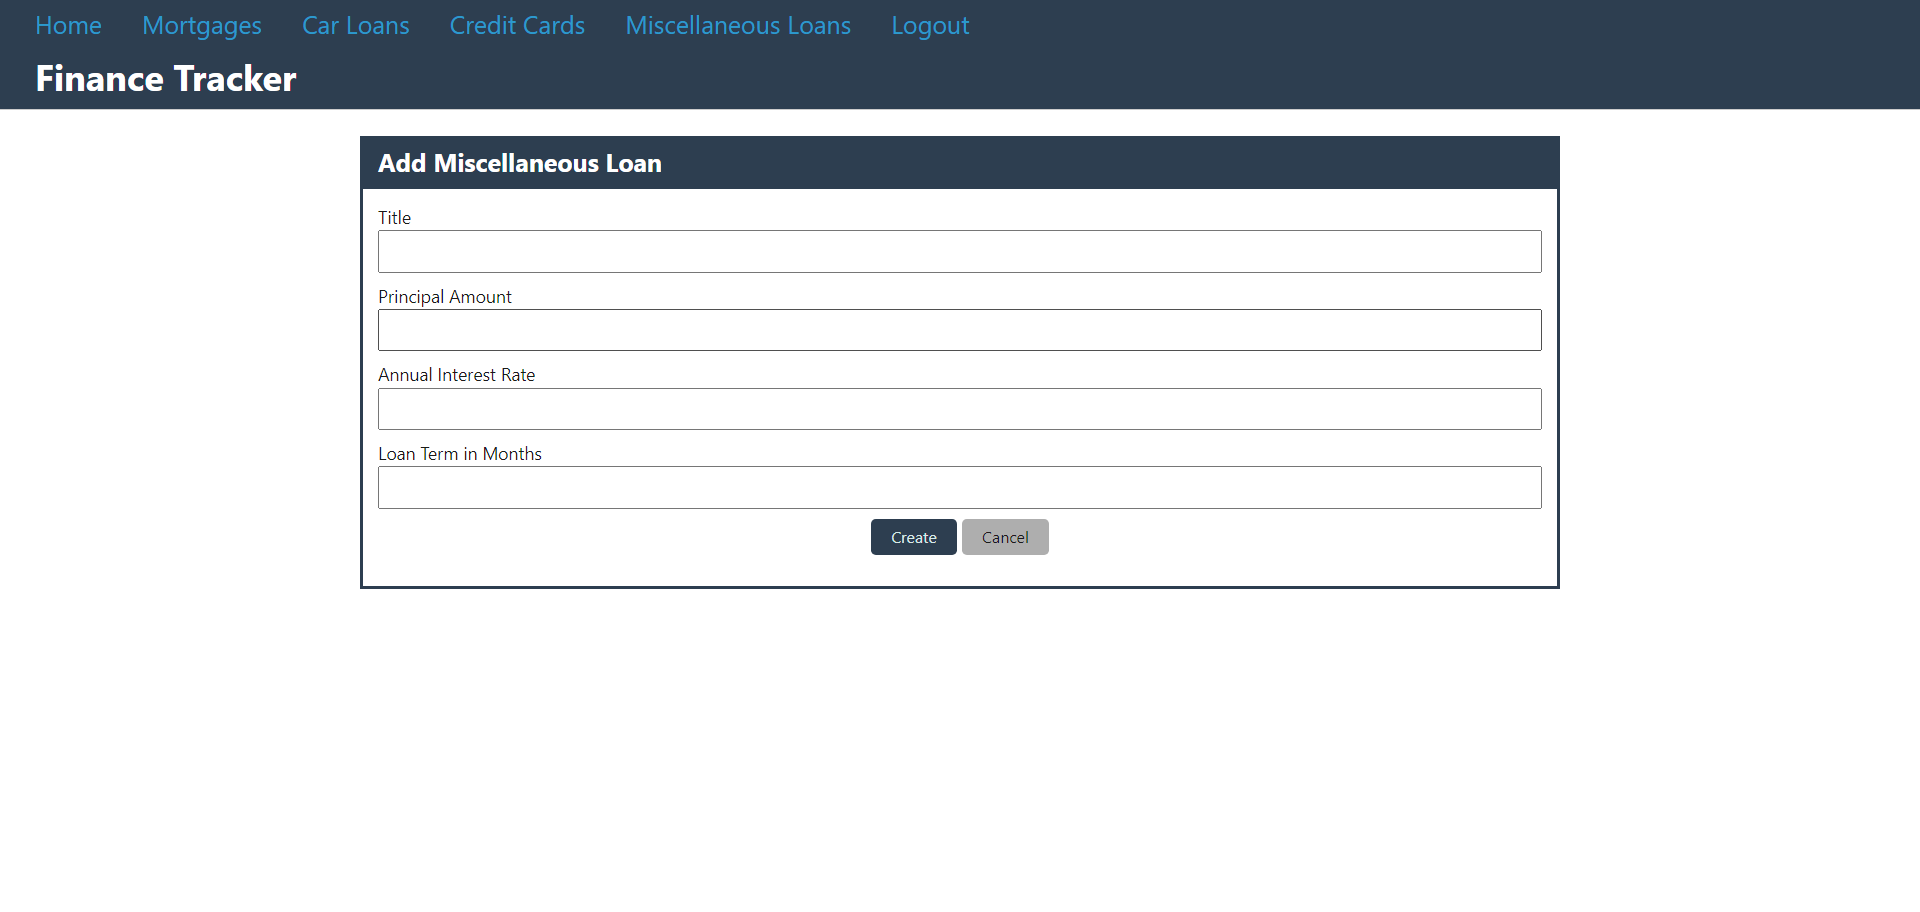 Home Mortgages Car Loans Credit Cards Miscellaneous Loans Logout
Finance Tracker
Add Miscellaneous Loan
Title
Principal Amount
Annual Interest Rate
Loan Term in Months
Create Cancel